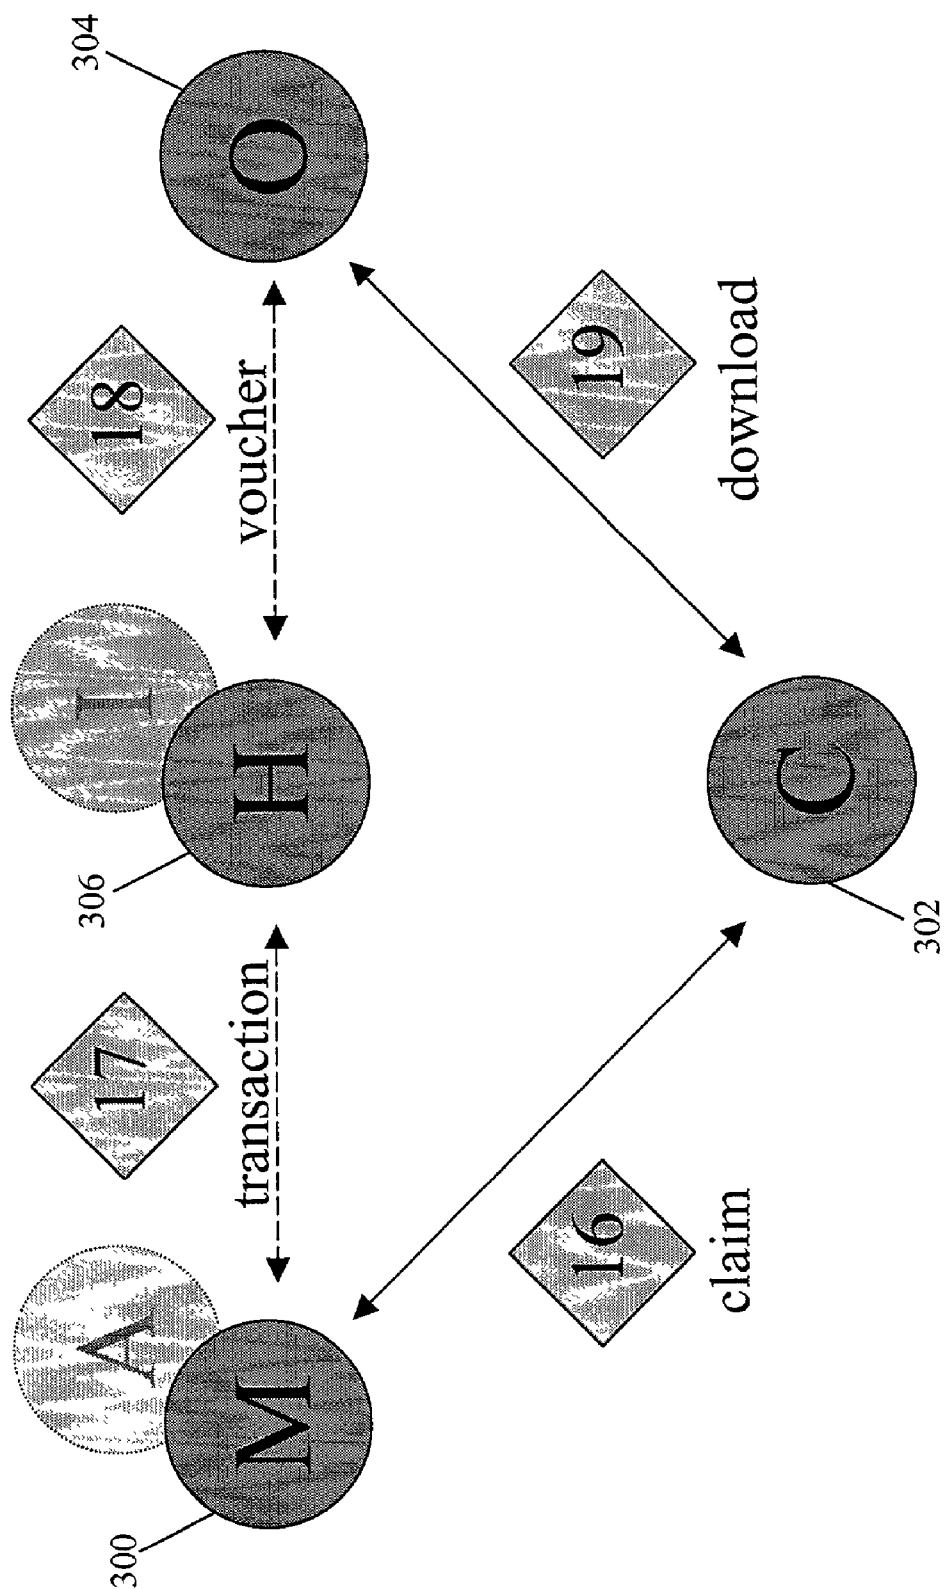 300
A
17
306
I
18
304
M
transaction
H
voucher
O
16
19
claim
download
C
302